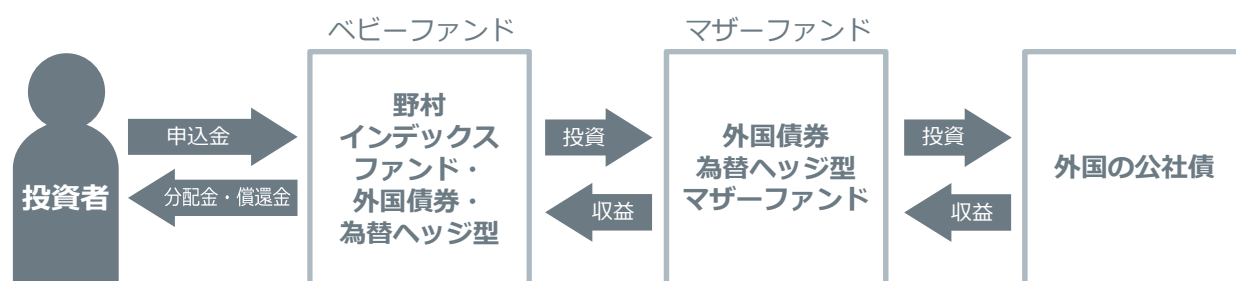 ベビーファンド
マザーファンド
投資者
申込金
分配金・償還金
野村
インデックス
ファンド・
外国債券・
為替ヘッジ型
投資
収益
外国債券
為替ヘッジ型
マザーファンド
投資
収益
外国の公社債